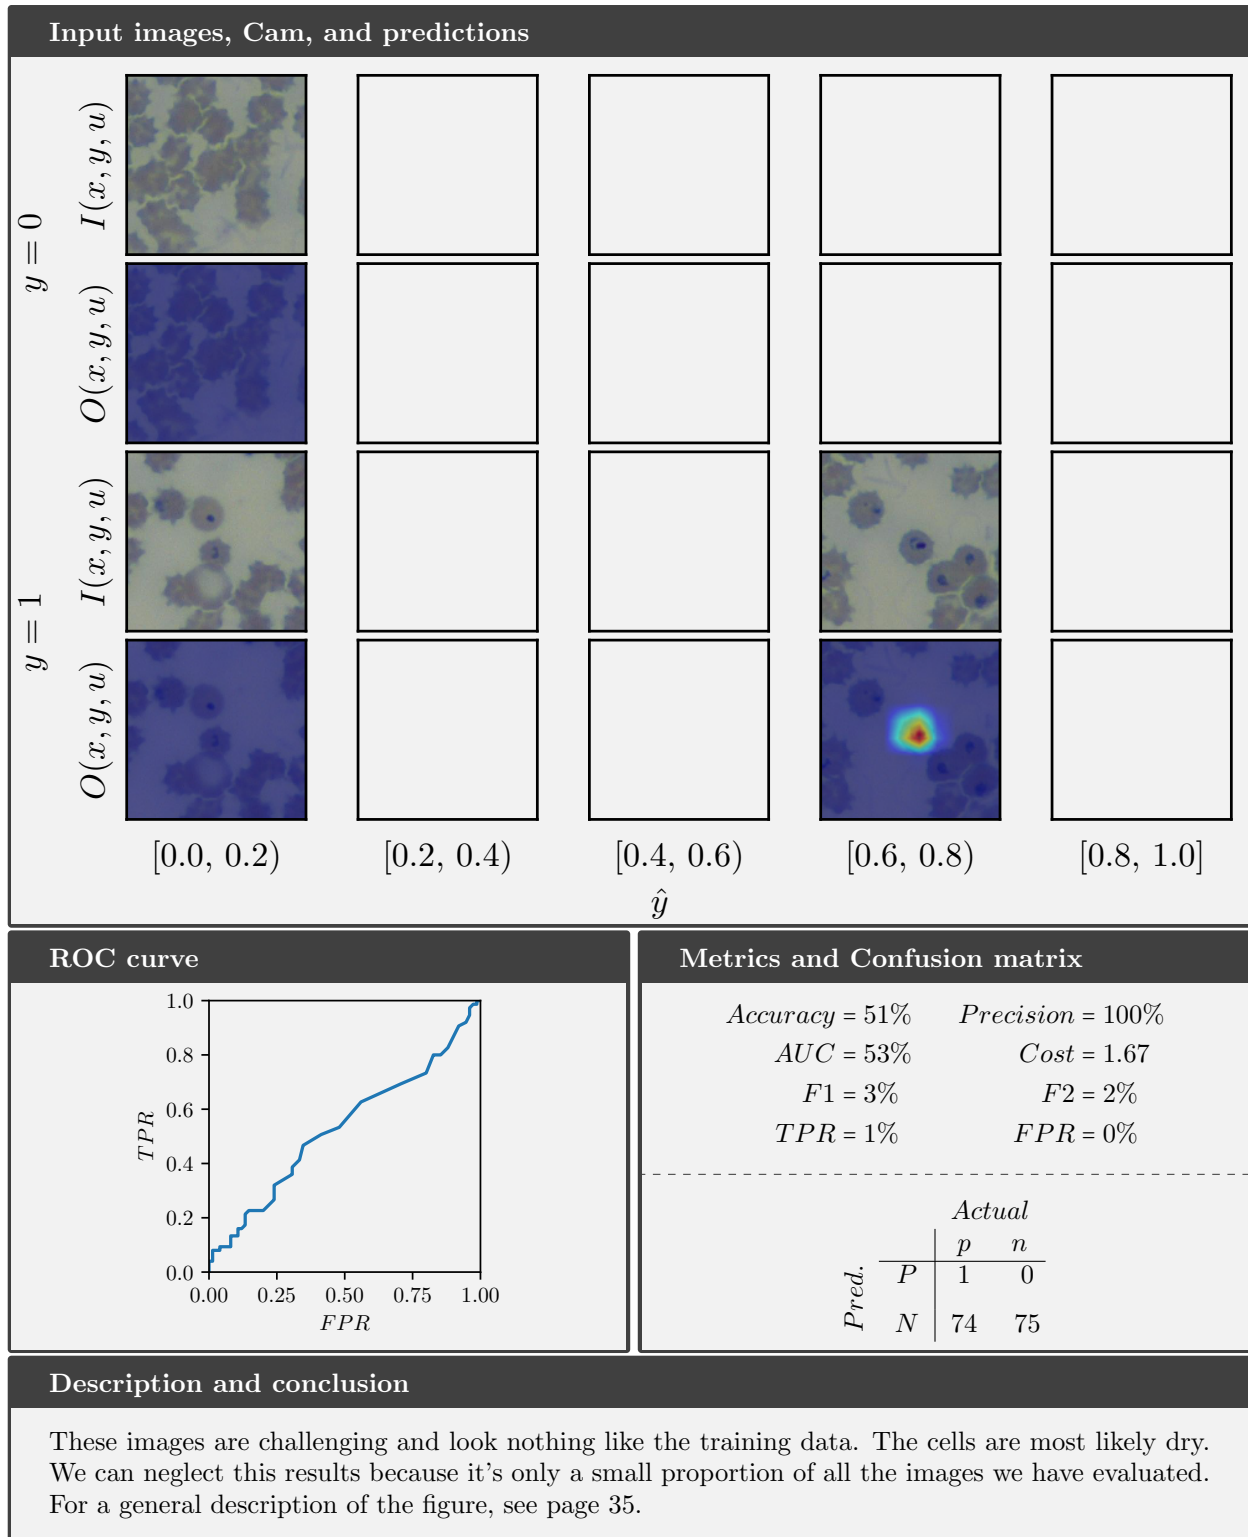 Input images, Cam, and predictions
y = 0
I(x, y, u)
O(x, y, u)
y = 1
I(x, y, u)
O(x, y, u)
[0.0, 0.2) [0.2, 0.4) [0.4, 0.6) [0.6, 0.8) [0.8, 1.0]
ŷ
ROC curve
1.0
0.8
0.6
0.4
0.2
0.0
TPR
0.00 0.25 0.50 0.75 1.00
FPR
Metrics and Confusion matrix
Accuracy = 51% Precision = 100%
AUC = 53% Cost = 1.67
F1 = 3% F2 = 2%
TPR = 1% FPR = 0%
Actual
p n
Pred.
P 1 0
N 74 75
Description and conclusion
These images are challenging and look nothing like the training data. The cells are most likely dry.
We can neglect this results because it's only a small proportion of all the images we have evaluated.
For a general description of the figure, see page 35.